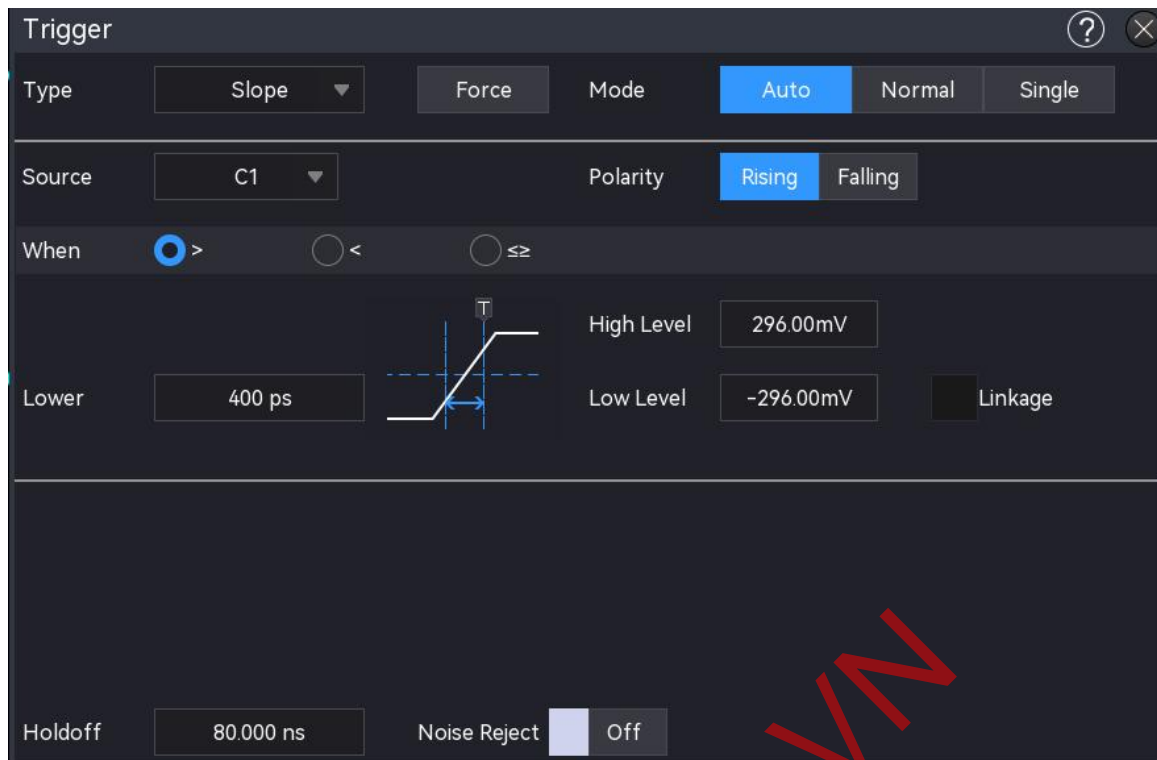 Trigger ?
Type Slope Force Mode Auto Normal Single
Source C1 Polarity Rising Falling
When > < ≤≥
T
High Level 296.00mV
Lower 400 ps Low Level -296.00mV Linkage
Holdoff 80.000 ns Noise Reject Off
VN